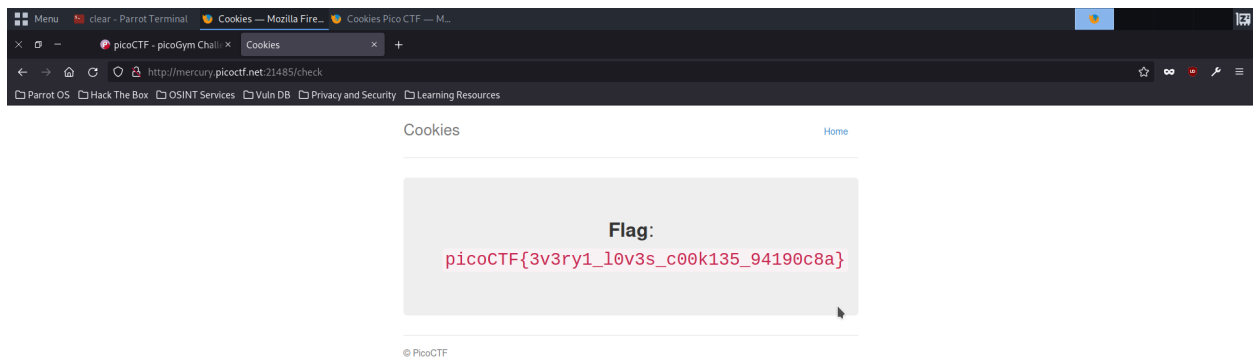 Menu clear - Parrot Terminal Cookies — Mozilla Fire... Cookies Pico CTF — M...
picoCTF - picoGym Challe Cookies
http://mercury.picoctf.net:21485/check
Parrot OS Hack The Box OSINT Services Vuln DB Privacy and Security Learning Resources
Cookies Home
Flag:
picoCTF{3v3ry1_l0v3s_c00k135_94190c8a}
© PicoCTF